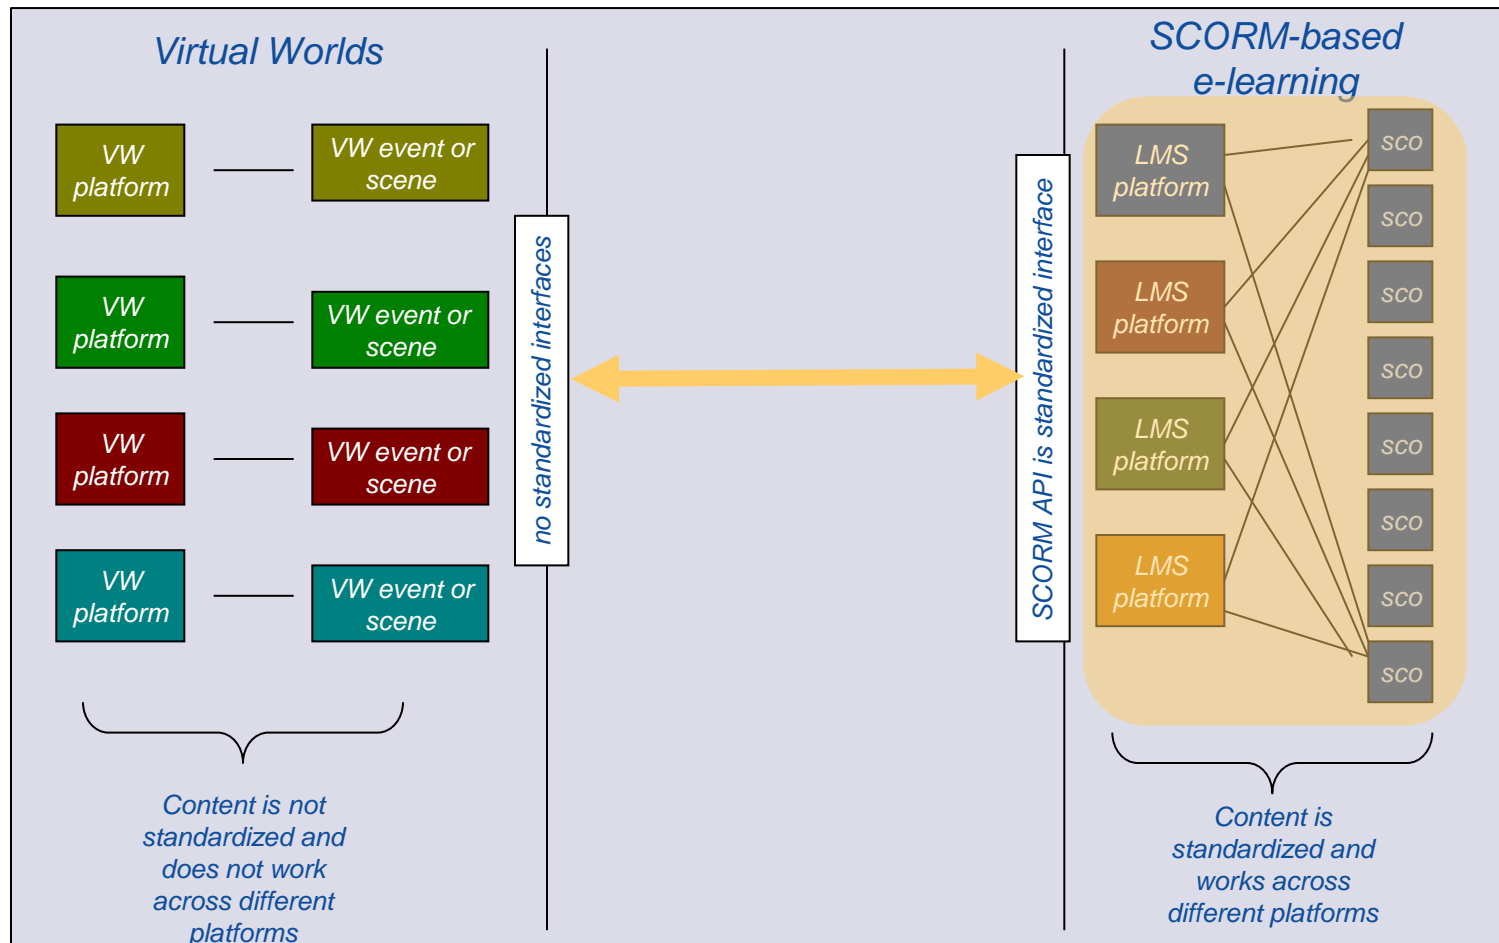 Virtual Worlds
VW
platform
VW event or
scene
VW
platform
VW event or
scene
VW
platform
VW event or
scene
VW
platform
VW event or
scene
Content is not
standardized and
does not work
across different
platforms
no standardized interfaces
SCORM API is standardized interface
SCORM-based
e-learning
LMS
platform
LMS
platform
LMS
platform
LMS
platform
sco
sco
sco
sco
sco
sco
sco
sco
Content is
standardized and
works across
different platforms